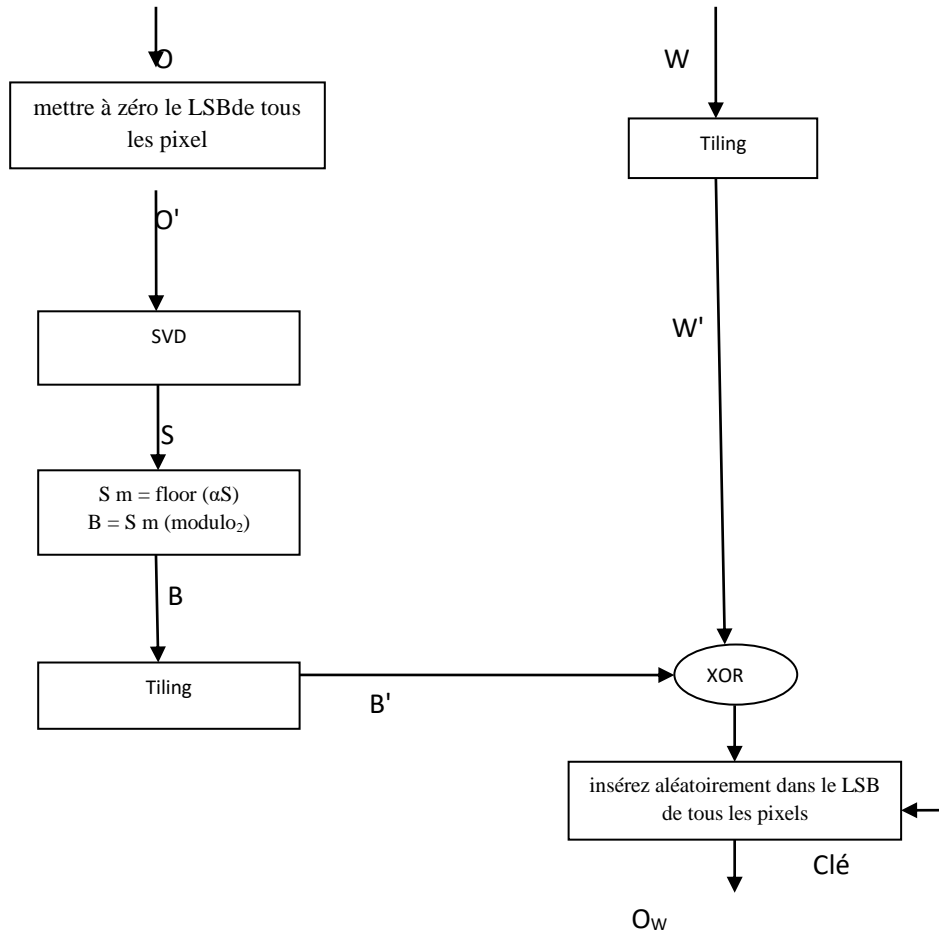 O
mettre à zéro le LSBde tous
les pixel
O'
SVD
S
S m = floor (αS)
B = S m (modulo₂)
B
Tiling
B'
W
Tiling
W'
XOR
insérez aléatoirement dans le LSB
de tous les pixels
Clé
Oᴡ